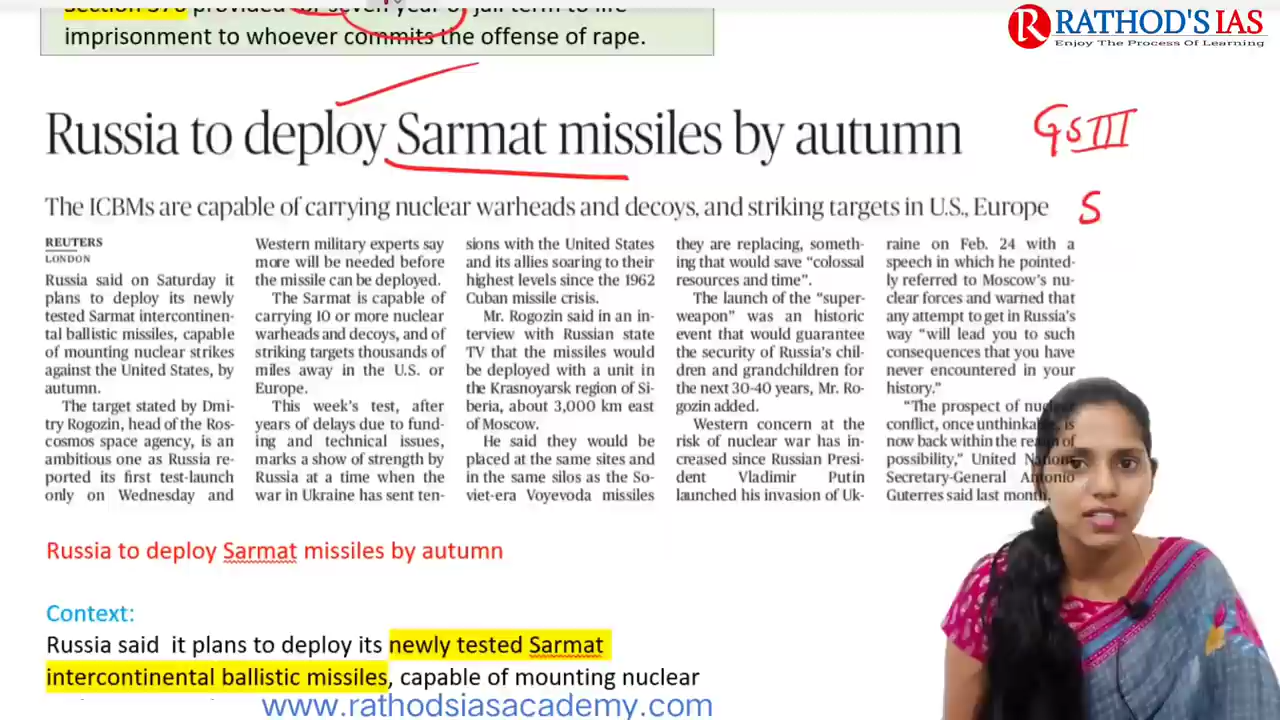 Section 376 provided of seven year of jail term to life
imprisonment to whoever commits the offense of rape.
RATHOD'S IAS
Enjoy The Process Of Learning
Russia to deploy Sarmat missiles by autumn
GS III
The ICBMs are capable of carrying nuclear warheads and decoys, and striking targets in U.S., Europe
S
REUTERS
LONDON
Russia said on Saturday it
plans to deploy its newly
tested Sarmat interconinen-
tal ballistic missiles, capable
of mounting nuclear strikes
against the United States, by
autumn.
The target stated by Dmi-
try Rogozin, head of the Ros-
cosmos space agency, is an
ambitious one as Russia re-
ported its first test-launch
only on Wednesday and
Western military experts say
more will be needed before
the missile can be deployed.
The Sarmat is capable of
carrying 10 or more nuclear
warheads and decoys, and of
striking targets thousands of
miles away in the U.S. or
Europe.
This week's test, after
years of delays due to fund-
ing and technical issues,
marks a show of strength by
Russia at a time when the
war in Ukraine has sent ten-
sions with the United States
and its allies soaring to their
highest levels since the 1962
Cuban missile crisis.
Mr. Rogozin said in an in-
terview with Russian state
TV that the missiles would
be deployed with a unit in
the Krasnoyarsk region of Si-
beria, about 3,000 km east
of Moscow.
He said they would be
placed at the same sites and
in the same silos as the So-
viet-era Voyevoda missiles
they are replacing, someth-
ing that would save “colossal
resources and time”.
The launch of the “super-
weapon” was an historic
event that would guarantee
the security of Russia's chil-
dren and grandchildren for
the next 30-40 years, Mr. Ro-
gozin added.
Western concern at the
risk of nuclear war has in-
creased since Russian Presi-
dent Vladimir Putin
launched his invasion of Uk-
raine on Feb. 24 with a
speech in which he pointed-
ly referred to Moscow's nu-
clear forces and warned that
any attempt to get in Russia's
way “will lead you to such
consequences that you have
never encountered in your
history.”
“The prospect of nuclear
conflict, once unthinkable, is
now back within the realm of
possibility,” United Nations
Secretary-General Antonio
Guterres said last month.
Russia to deploy Sarmat missiles by autumn
Context:
Russia said it plans to deploy its newly tested Sarmat
intercontinental ballistic missiles, capable of mounting nuclear
www.rathodsiasacademy.com